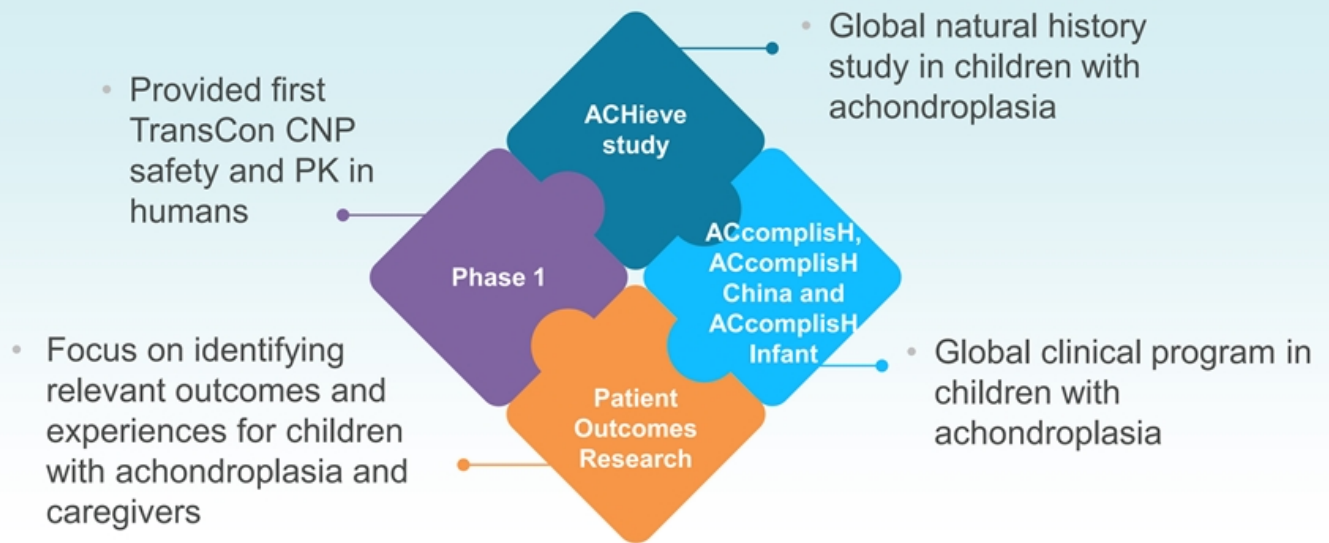 Global natural history
study in children with
achondroplasia
Provided first
TransCon CNP
safety and PK in
humans
ACHieve
study
Phase 1
ACcomplisH,
ACcomplisH
China and
ACcomplisH
Infant
Focus on identifying
relevant outcomes and
experiences for children
with achondroplasia and
caregivers
Global clinical program in
children with
achondroplasia
Patient
Outcomes
Research